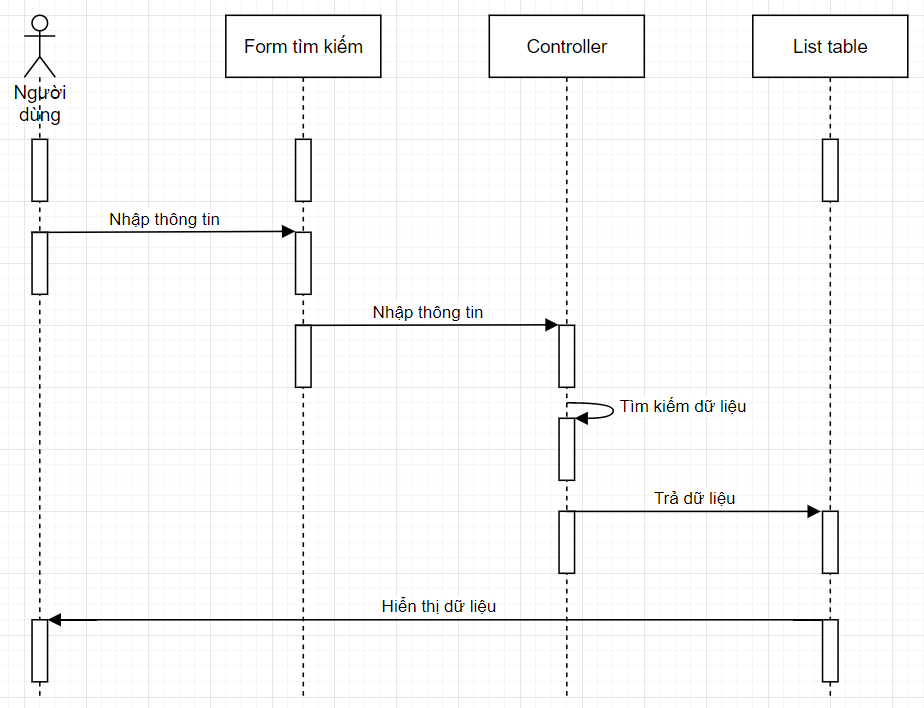 Form tìm kiếm
Controller
List table
Người
dùng
Nhập thông tin
Nhập thông tin
Tìm kiếm dữ liệu
Trả dữ liệu
Hiển thị dữ liệu